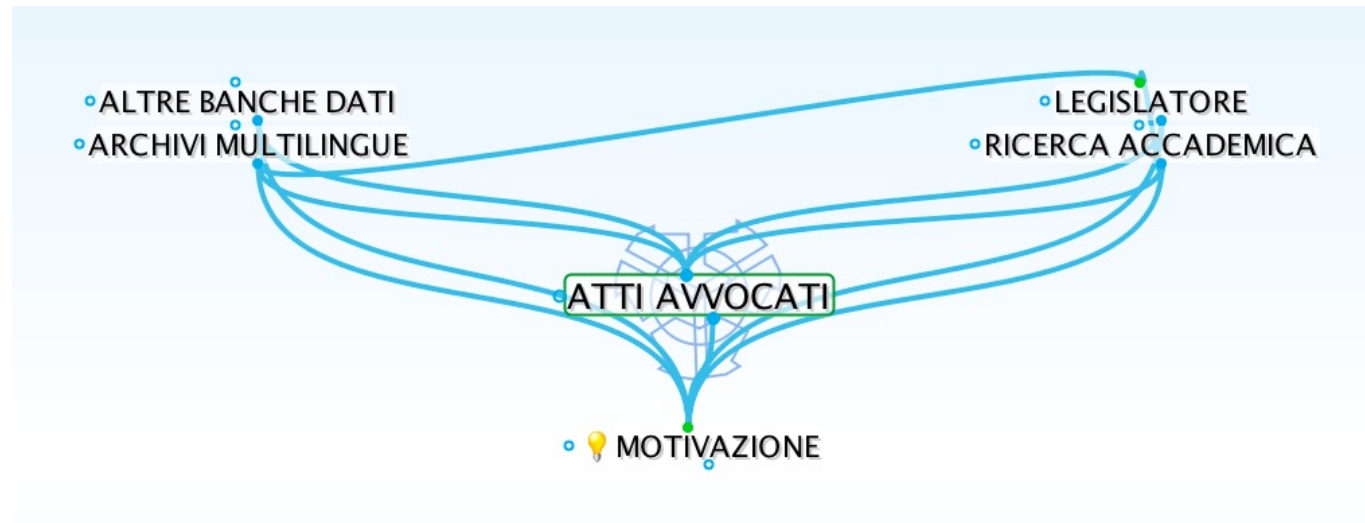 ALTRE BANCHE DATI
LEGISLATORE
ARCHIVI MULTILINGUE
RICERCA ACCADEMICA
ATTI AVVOCATI
MOTIVAZIONE